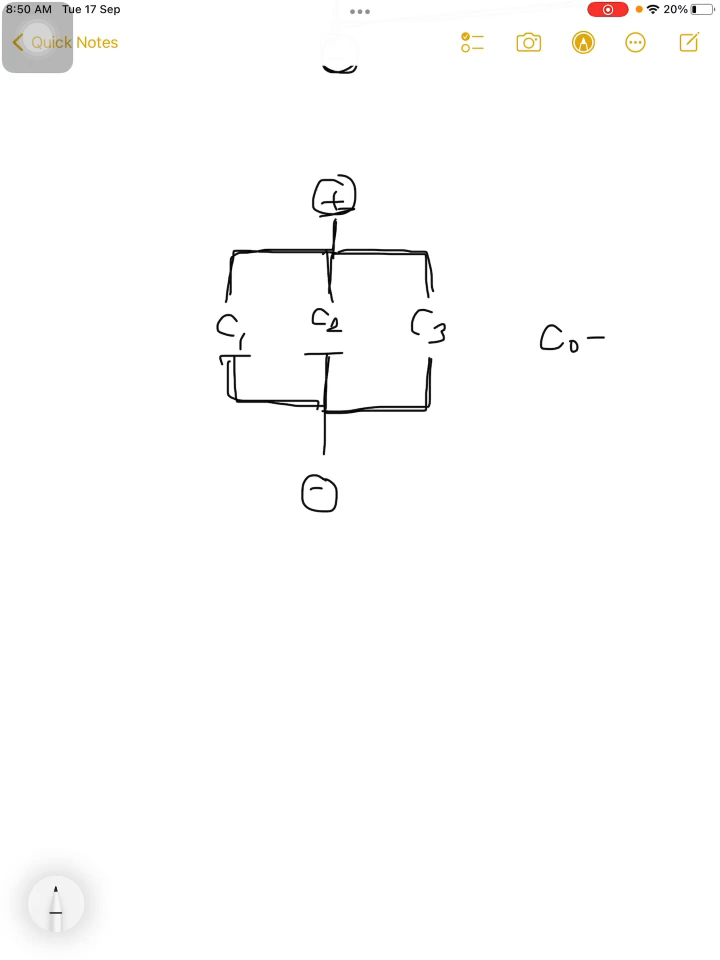 8:50 AM Tue 17 Sep
20%
Quick Notes
+
C1 C2 C3
C0 -
-